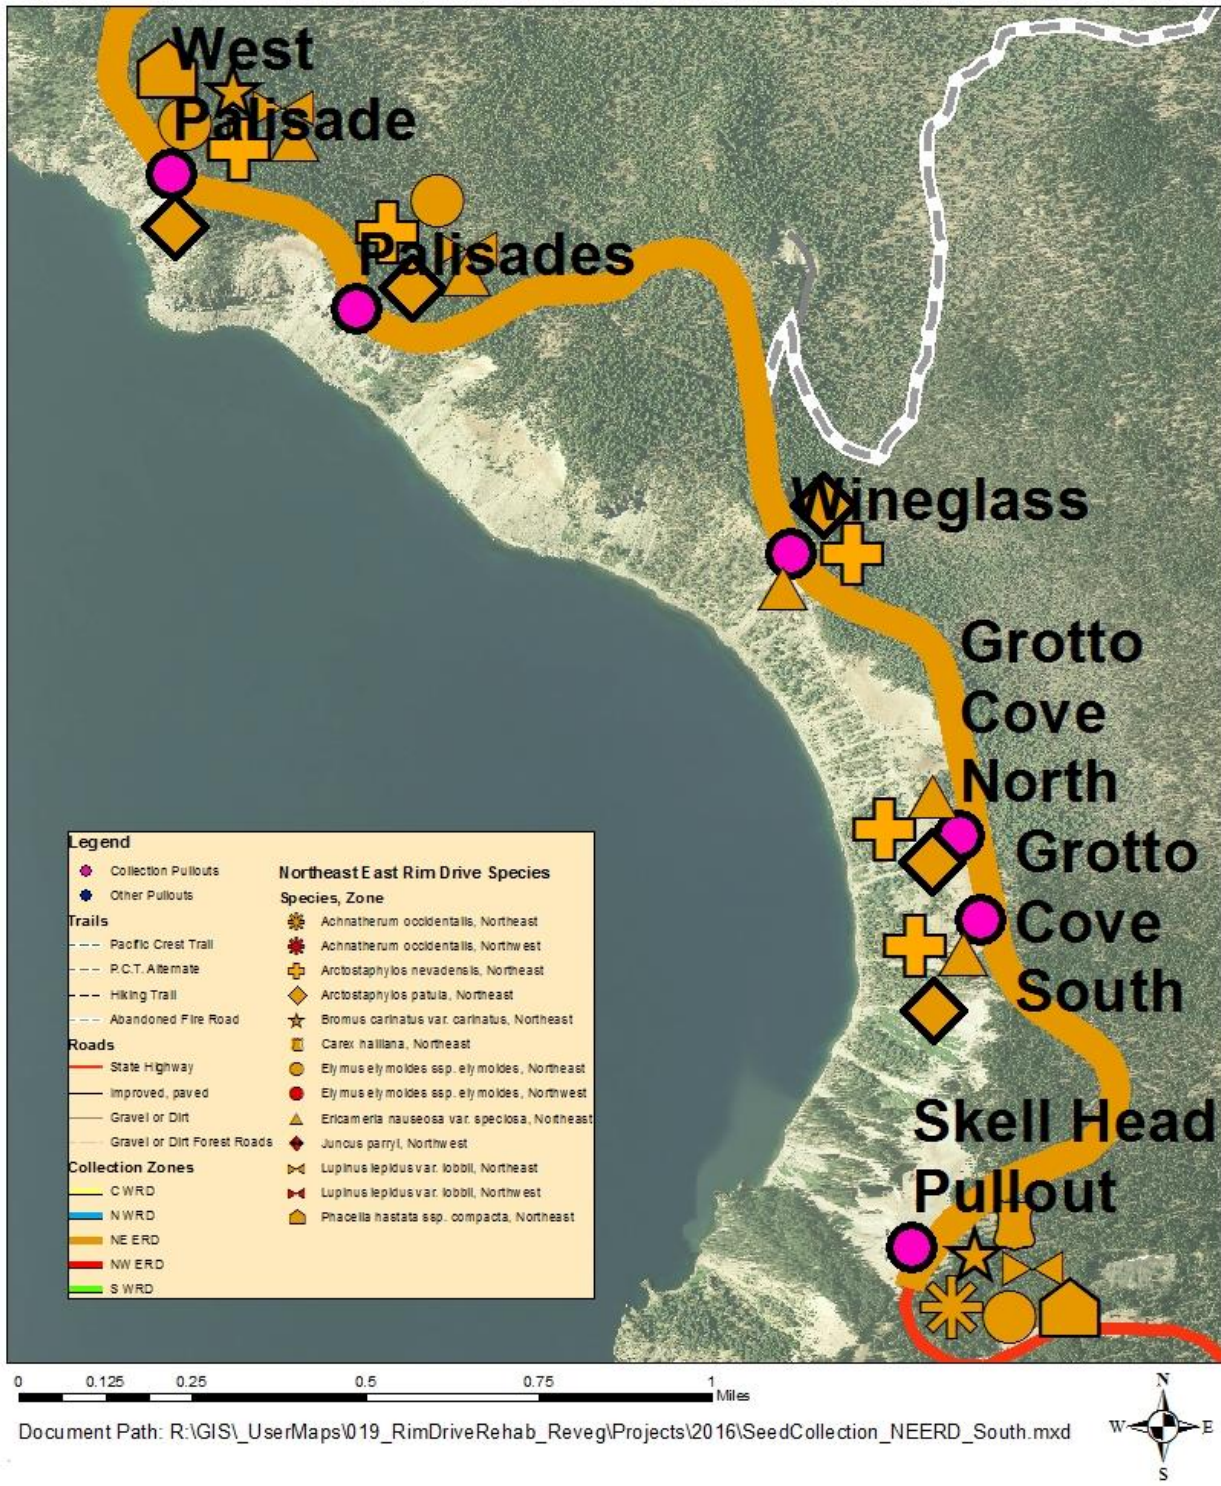 West
Palisade
Palisades
Wineglass
Grotto
Cove
North
Grotto
Cove
South
Skell Head
Pullout
Legend
Collection Pullouts
Other Pullouts
Trails
Pacific Crest Trail
P.C.T. Alternate
Hiking Trail
Abandoned Fire Road
Roads
State Highway
Improved, paved
Gravel or Dirt
Gravel or Dirt Forest Roads
Collection Zones
CWRD
NWRD
NEERD
NWERD
SWRD
Northeast East Rim Drive Species
Species, Zone
Achnatherum occidentalis, Northeast
Achnatherum occidentalis, Northwest
Arctostaphylos nevadensis, Northeast
Arctostaphylos patula, Northeast
Bromus carinatus var. carinatus, Northeast
Carex halliana, Northeast
Elymus elymoides ssp. elymoides, Northeast
Elymus elymoides ssp. elymoides, Northwest
Ericameria nauseosa var. speciosa, Northeast
Juncus parryi, Northwest
Lupinus lepidus var. lobbii, Northeast
Lupinus lepidus var. lobbii, Northwest
Phacelia hastata ssp. compacta, Northeast
0 0.125 0.25 0.5 0.75 1
Miles
Document Path: R:\GIS\_UserMaps\019_RimDriveRehab_Reveg\Projects\2016\SeedCollection_NEERD_South.mxd
N
W E
S